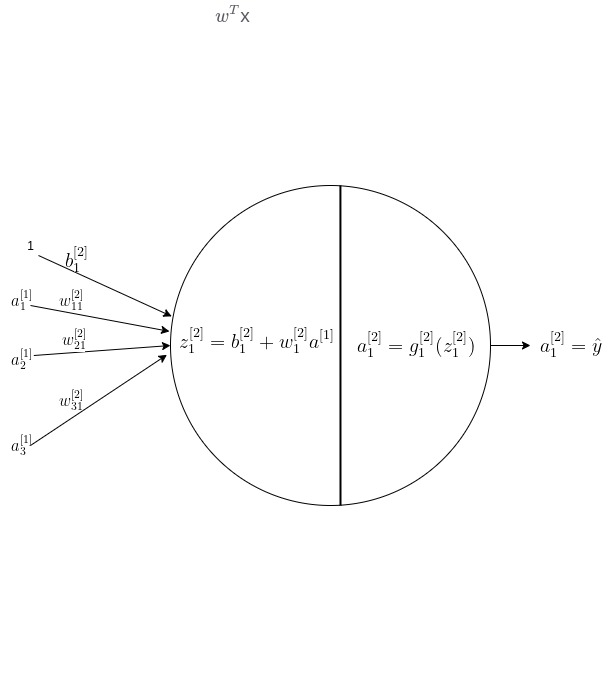 w^T x
1
b_1^{[2]}
a_1^{[1]}
w_{11}^{[2]}
w_{21}^{[2]}
a_2^{[1]}
w_{31}^{[2]}
a_3^{[1]}
z_1^{[2]} = b_1^{[2]} + w_1^{[2]} a^{[1]}
a_1^{[2]} = g_1^{[2]}(z_1^{[2]})
a_1^{[2]} = ŷ